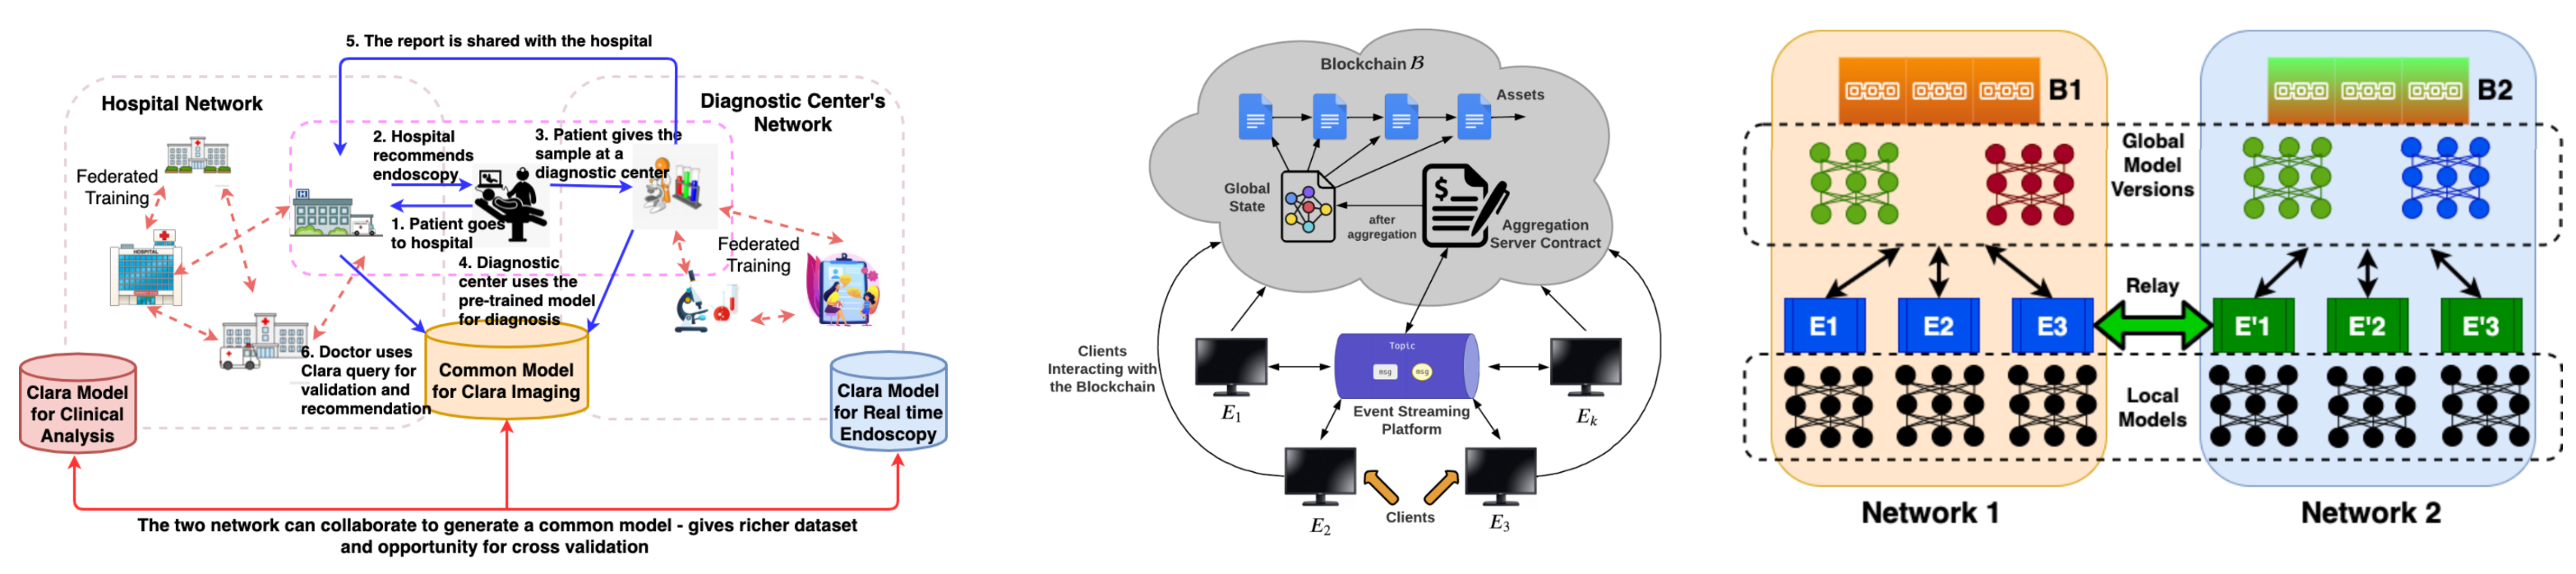 5. The report is shared with the hospital
Hospital Network
Diagnostic Center's
Network
2. Hospital
recommends
endoscopy
3. Patient gives the
sample at a
diagnostic center
Federated
Training
H
1. Patient goes
to hospital
HOSPITAL
Federated
Training
4. Diagnostic
center uses the
pre-trained model
for diagnosis
6. Doctor uses
Clara query for
validation and
recommendation
Clara Model
for Clinical
Analysis
Common Model
for Clara Imaging
Clara Model
for Real time
Endoscopy
The two network can collaborate to generate a common model - gives richer dataset
and opportunity for cross validation
Blockchain B
Assets
Global
State
$
after
aggregation
Aggregation
Server Contract
Clients
Interacting with
the Blockchain
Topic
msg
msg
E1
Ek
Event Streaming
Platform
E2
Clients
E3
B1
B2
Global
Model
Versions
Relay
E1
E2
E3
E'1
E'2
E'3
Local
Models
Network 1
Network 2